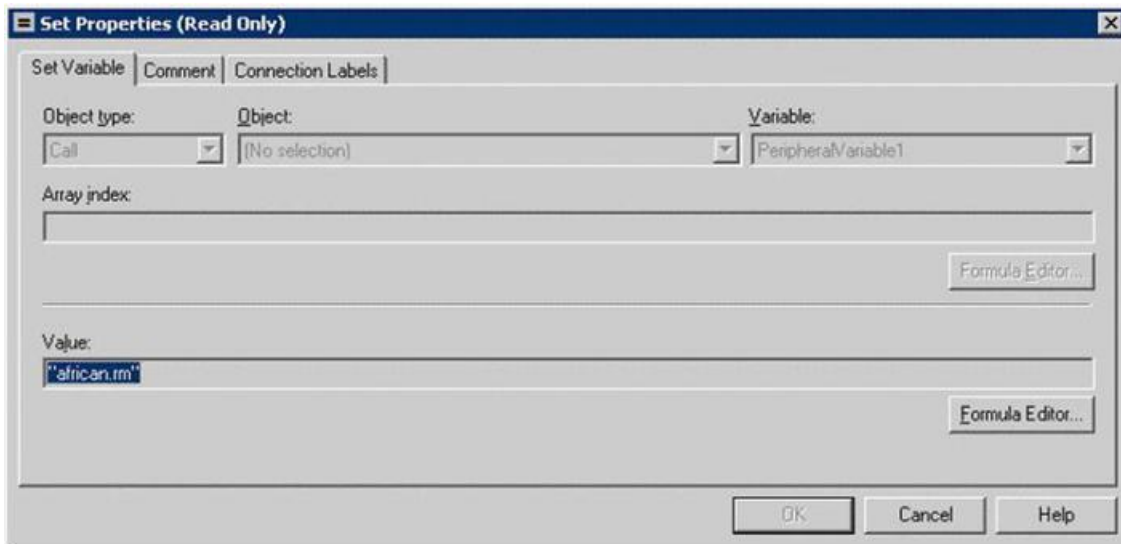 Set Properties (Read Only)
Set Variable Comment Connection Labels
Object type: Object: Variable:
Call (No selection) PeripheralVariable1
Array index:
Formula Editor...
Value:
"african.rm"
Formula Editor...
OK Cancel Help